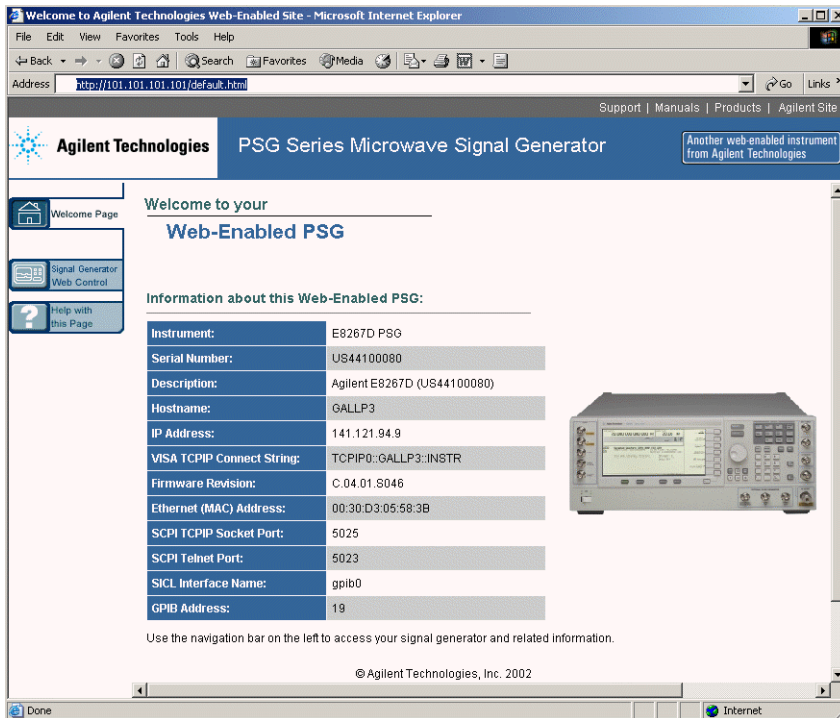 Welcome to Agilent Technologies Web-Enabled Site - Microsoft Internet Explorer
File Edit View Favorites Tools Help
Back Search Favorites Media
Address http://101.101.101.101/default.html Go Links
Support | Manuals | Products | Agilent Site
Agilent Technologies
PSG Series Microwave Signal Generator
Another web-enabled instrument
from Agilent Technologies
Welcome Page
Signal Generator
Web Control
Help with
this Page
Welcome to your
Web-Enabled PSG
Information about this Web-Enabled PSG:
Instrument: E8267D PSG
Serial Number: US44100080
Description: Agilent E8267D (US44100080)
Hostname: GALLP3
IP Address: 141.121.94.9
VISA TCPIP Connect String: TCPIP0::GALLP3::INSTR
Firmware Revision: C.04.01.S046
Ethernet (MAC) Address: 00:30:D3:05:58:3B
SCPI TCPIP Socket Port: 5025
SCPI Telnet Port: 5023
SICL Interface Name: gpib0
GPIB Address: 19
Use the navigation bar on the left to access your signal generator and related information.
© Agilent Technologies, Inc. 2002
Done Internet